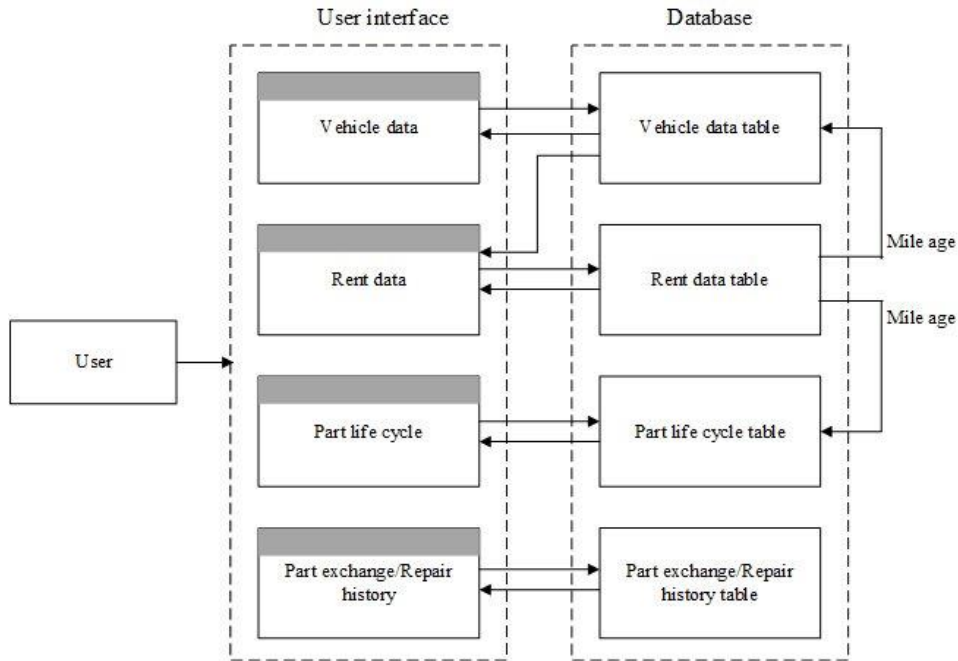 User interface
Database
Vehicle data
Vehicle data table
Mile age
Rent data
Rent data table
Mile age
User
Part life cycle
Part life cycle table
Part exchange/Repair
history
Part exchange/Repair
history table